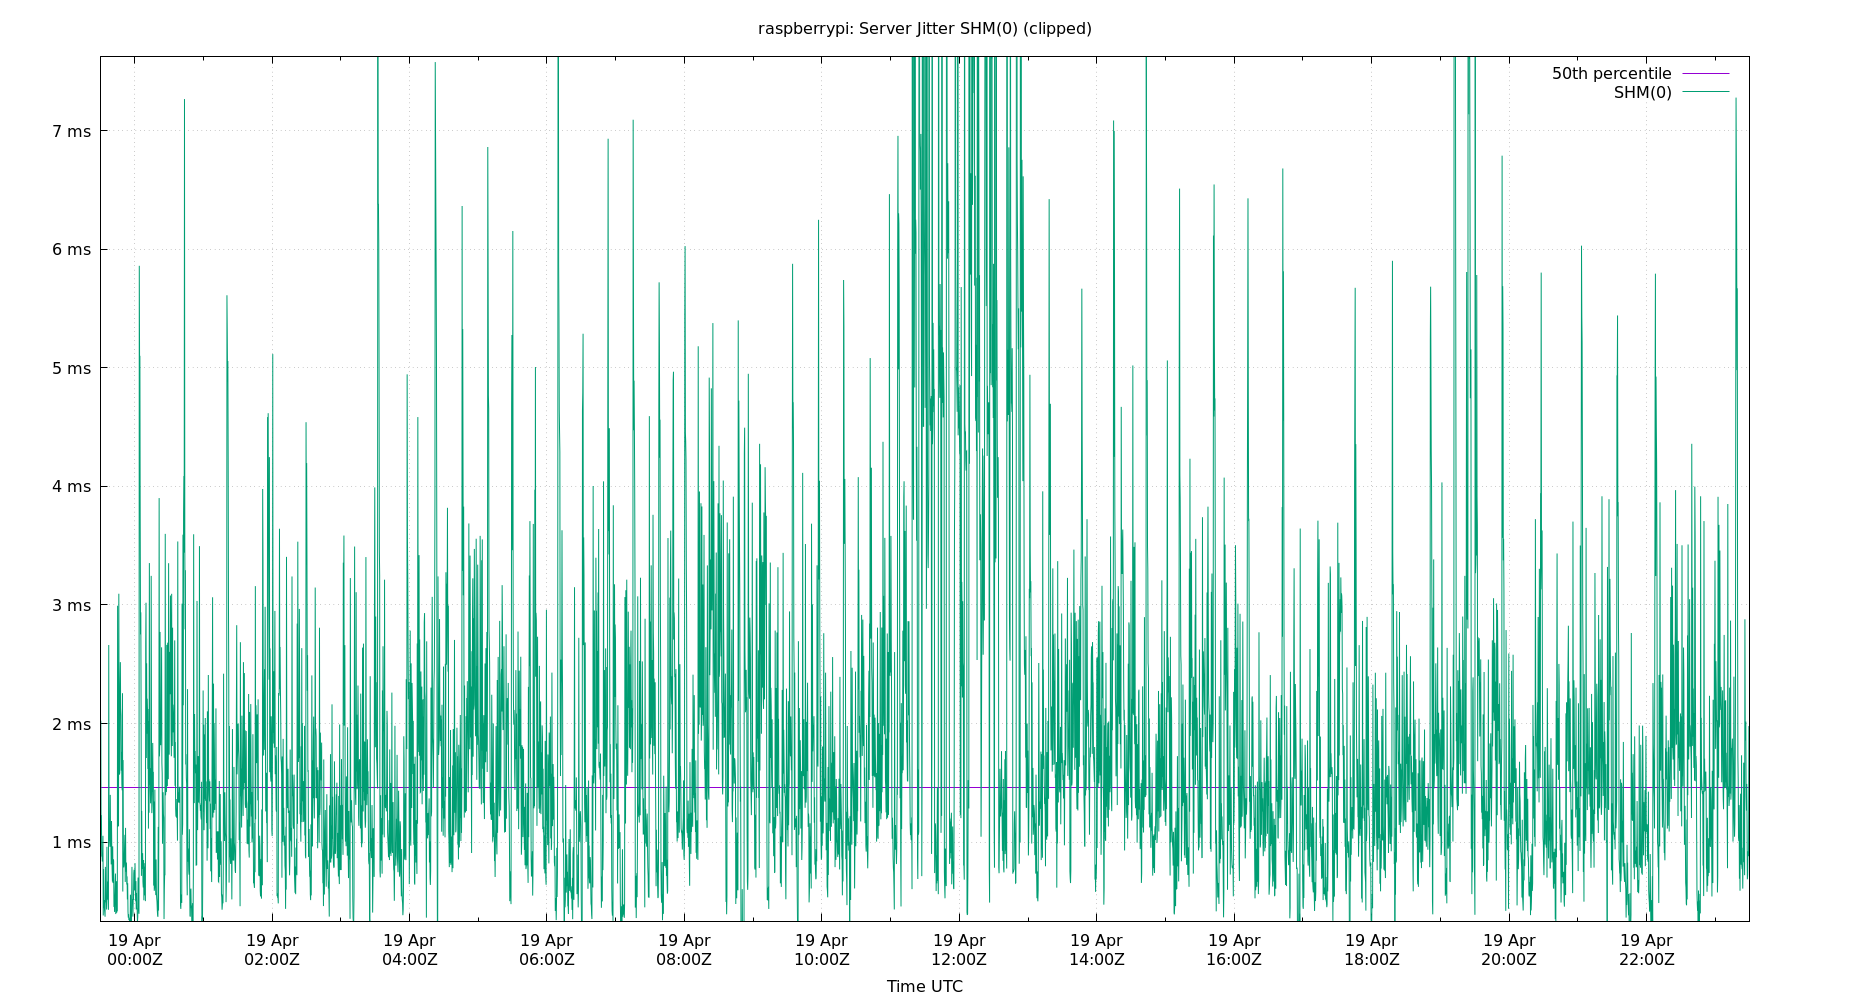 raspberrypi: Server Jitter SHM(0) (clipped)
50th percentile
SHM(0)
7 ms
6 ms
5 ms
4 ms
3 ms
2 ms
1 ms
19 Apr 19 Apr 19 Apr 19 Apr 19 Apr 19 Apr 19 Apr 19 Apr 19 Apr 19 Apr 19 Apr 19 Apr
00:00Z 02:00Z 04:00Z 06:00Z 08:00Z 10:00Z 12:00Z 14:00Z 16:00Z 18:00Z 20:00Z 22:00Z
Time UTC